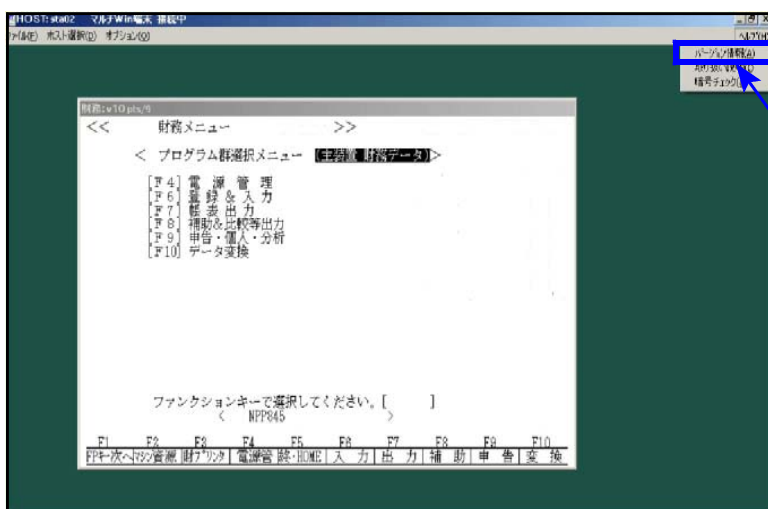 HOST: sta02 マルチWin端末 接続中
ファイル(F) ホスト選択(D) オプション(O)
ヘルプ(H)
バージョン情報(A)
暗号チェック
財務:v10 pts/
<< 財務メニュー >>
< プログラム群選択メニュー (主装置 財務データ)>
[F 4] 電 源 管 理
[F 6] 登 録 & 入 力
[F 7] 帳 表 出 力
[F 8] 補助&比較等出力
[F 9] 申告・個人・分析
[F10] データ変換
ファンクションキーで選択してください。[ ]
< NPP845 >
F1 F2 F3 F4 F5 F6 F7 F8 F9 F10
FPキー次へ マシン資源 財プリンタ 電源管 終・HOME 入 力 出 力 補 助 申 告 変 換